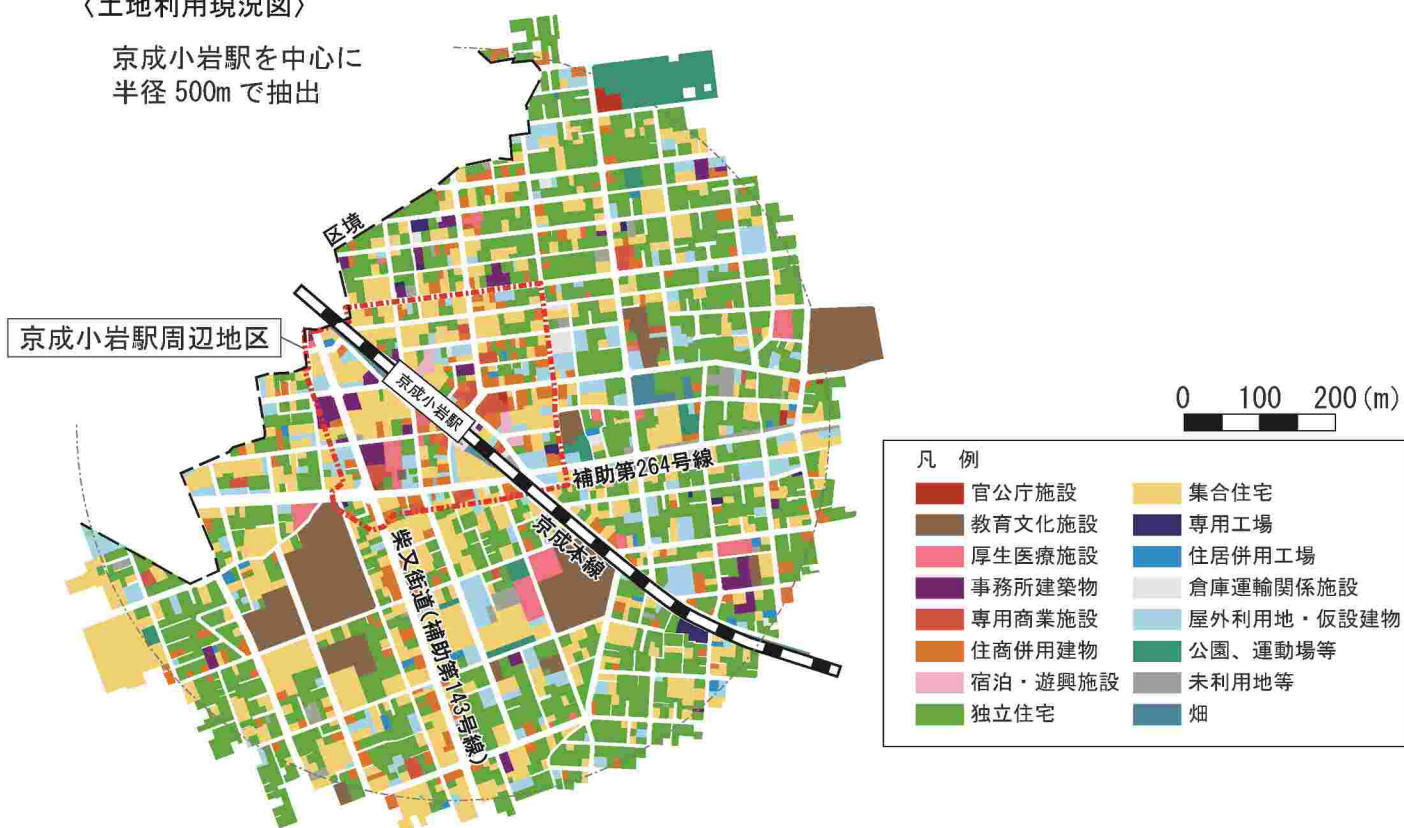 〈土地利用現況図〉
京成小岩駅を中心に
半径 500m で抽出
区境
京成小岩駅周辺地区
京成小岩駅
補助第264号線
京成本線
柴又街道(補助第143号線)
0 100 200 (m)
凡 例
官公庁施設
教育文化施設
厚生医療施設
事務所建築物
専用商業施設
住商併用建物
宿泊・遊興施設
独立住宅
集合住宅
専用工場
住居併用工場
倉庫運輸関係施設
屋外利用地・仮設建物
公園、運動場等
未利用地等
畑